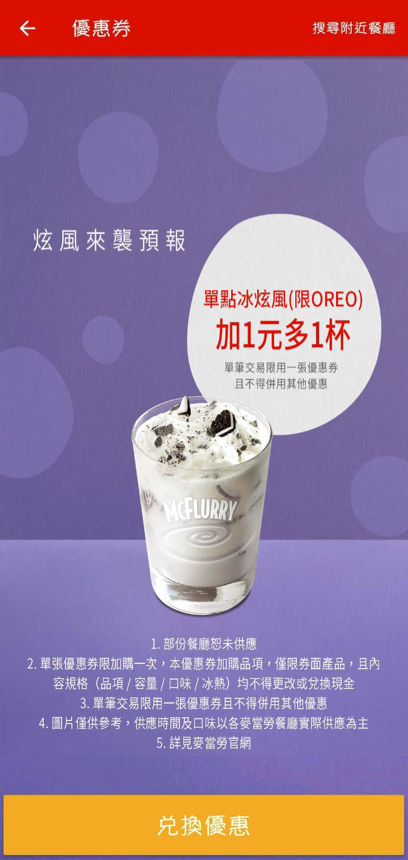 優惠券
搜尋附近餐廳
炫風來襲預報
單點冰炫風(限OREO)
加1元多1杯
單筆交易限用一張優惠券
且不得併用其他優惠
McFLURRY
1. 部份餐廳恕未供應
2. 單張優惠券限加購一次，本優惠券加購品項，僅限券面產品，且內
容規格（品項 / 容量 / 口味 / 冰熱）均不得更改或兌換現金
3. 單筆交易限用一張優惠券且不得併用其他優惠
4. 圖片僅供參考，供應時間及口味以各麥當勞餐廳實際供應為主
5. 詳見麥當勞官網
兌換優惠